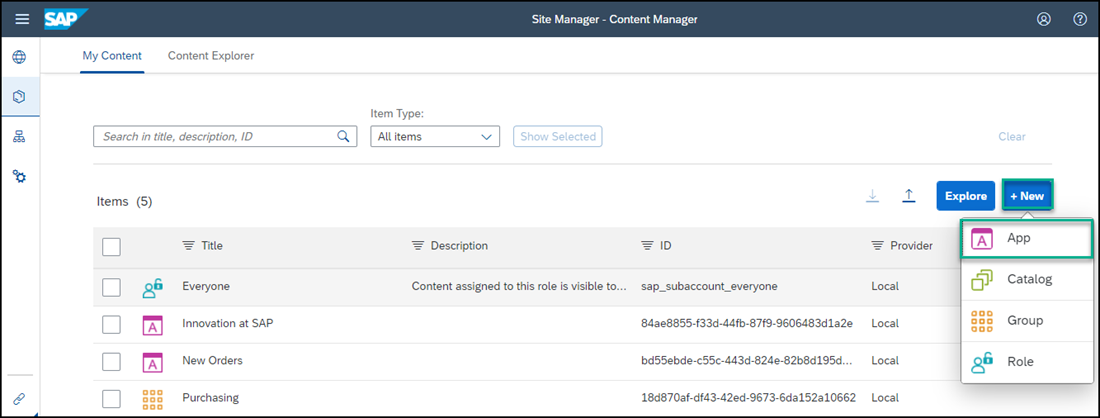 SAP Site Manager - Content Manager
My Content Content Explorer
Item Type:
Search in title, description, ID All items Show Selected Clear
Items (5) Explore + New
Title Description ID Provider
App
Catalog
Group
Role
Everyone Content assigned to this role is visible to... sap_subaccount_everyone Local
Innovation at SAP 84ae8855-f33d-44fb-87f9-9606483d1a2e Local
New Orders bd55ebde-c55c-443d-824e-82b8d195d... Local
Purchasing 18d870af-df43-42ed-9673-6da152a10662 Local